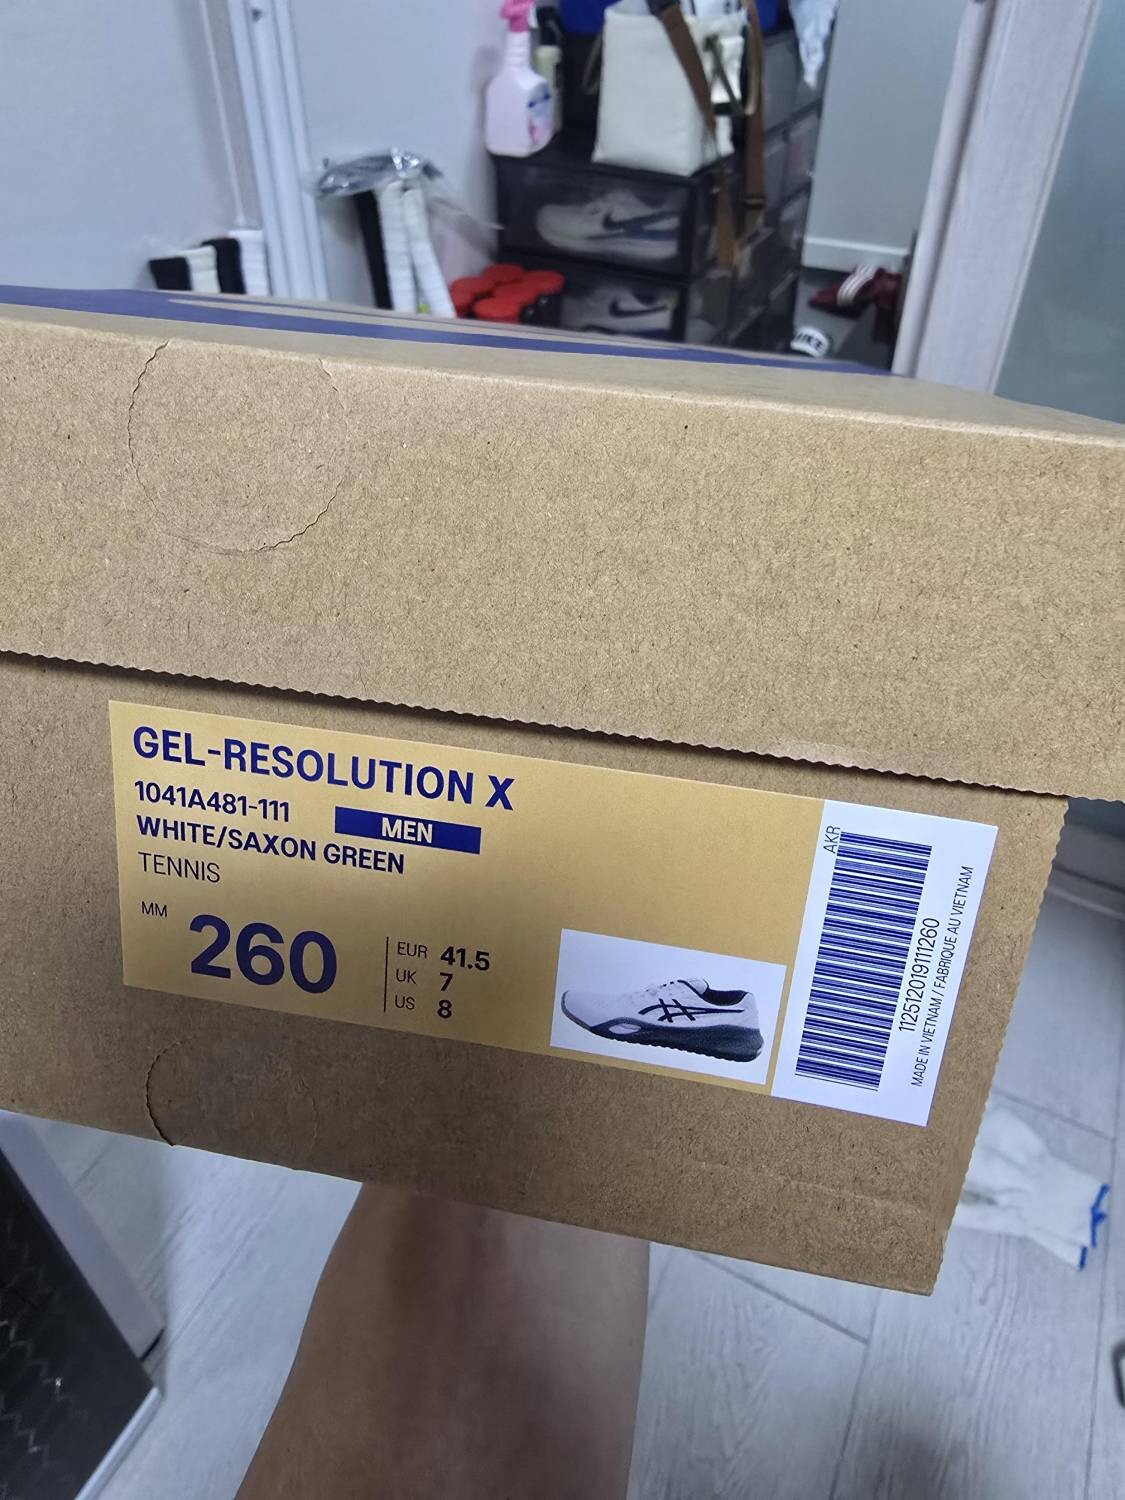 GEL-RESOLUTION X
1041A481-111
MEN
WHITE/SAXON GREEN
TENNIS
MM
260
EUR 41.5
UK 7
US 8
AKR
112512019111260
MADE IN VIETNAM / FABRIQUE AU VIETNAM